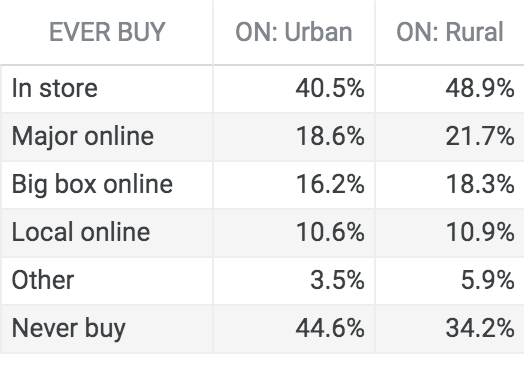 EVER BUY ON: Urban ON: Rural
In store 40.5% 48.9%
Major online 18.6% 21.7%
Big box online 16.2% 18.3%
Local online 10.6% 10.9%
Other 3.5% 5.9%
Never buy 44.6% 34.2%